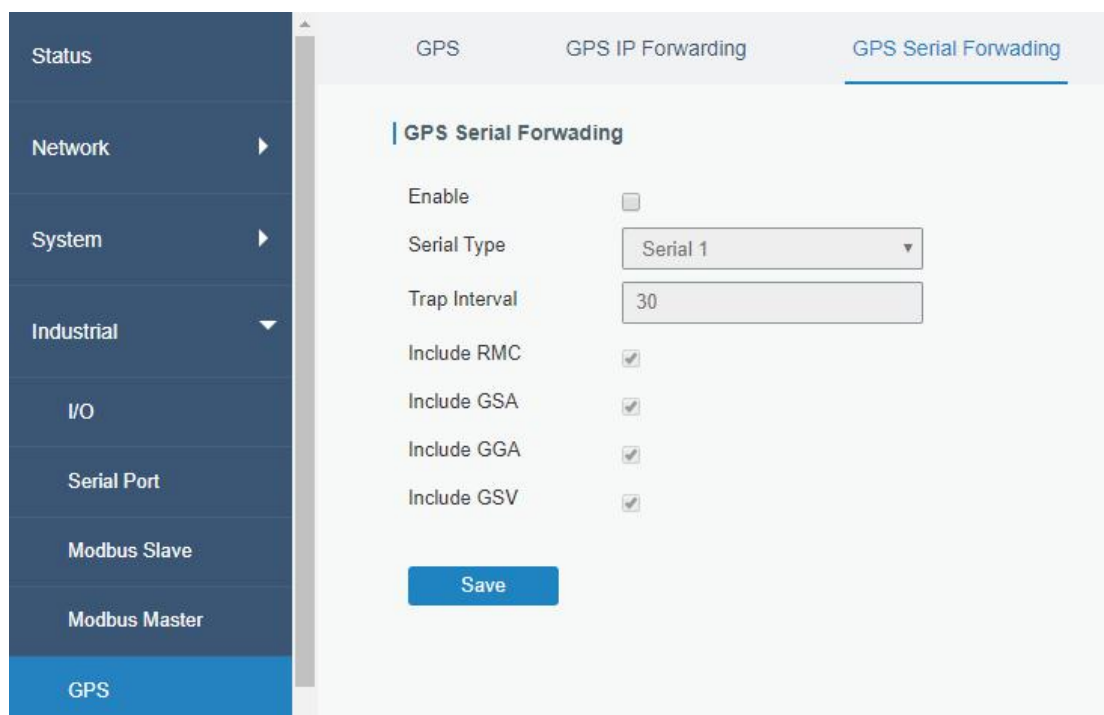 Status
Network
System
Industrial
I/O
Serial Port
Modbus Slave
Modbus Master
GPS
GPS GPS IP Forwarding GPS Serial Forwading
GPS Serial Forwading
Enable
Serial Type Serial 1
Trap Interval 30
Include RMC
Include GSA
Include GGA
Include GSV
Save